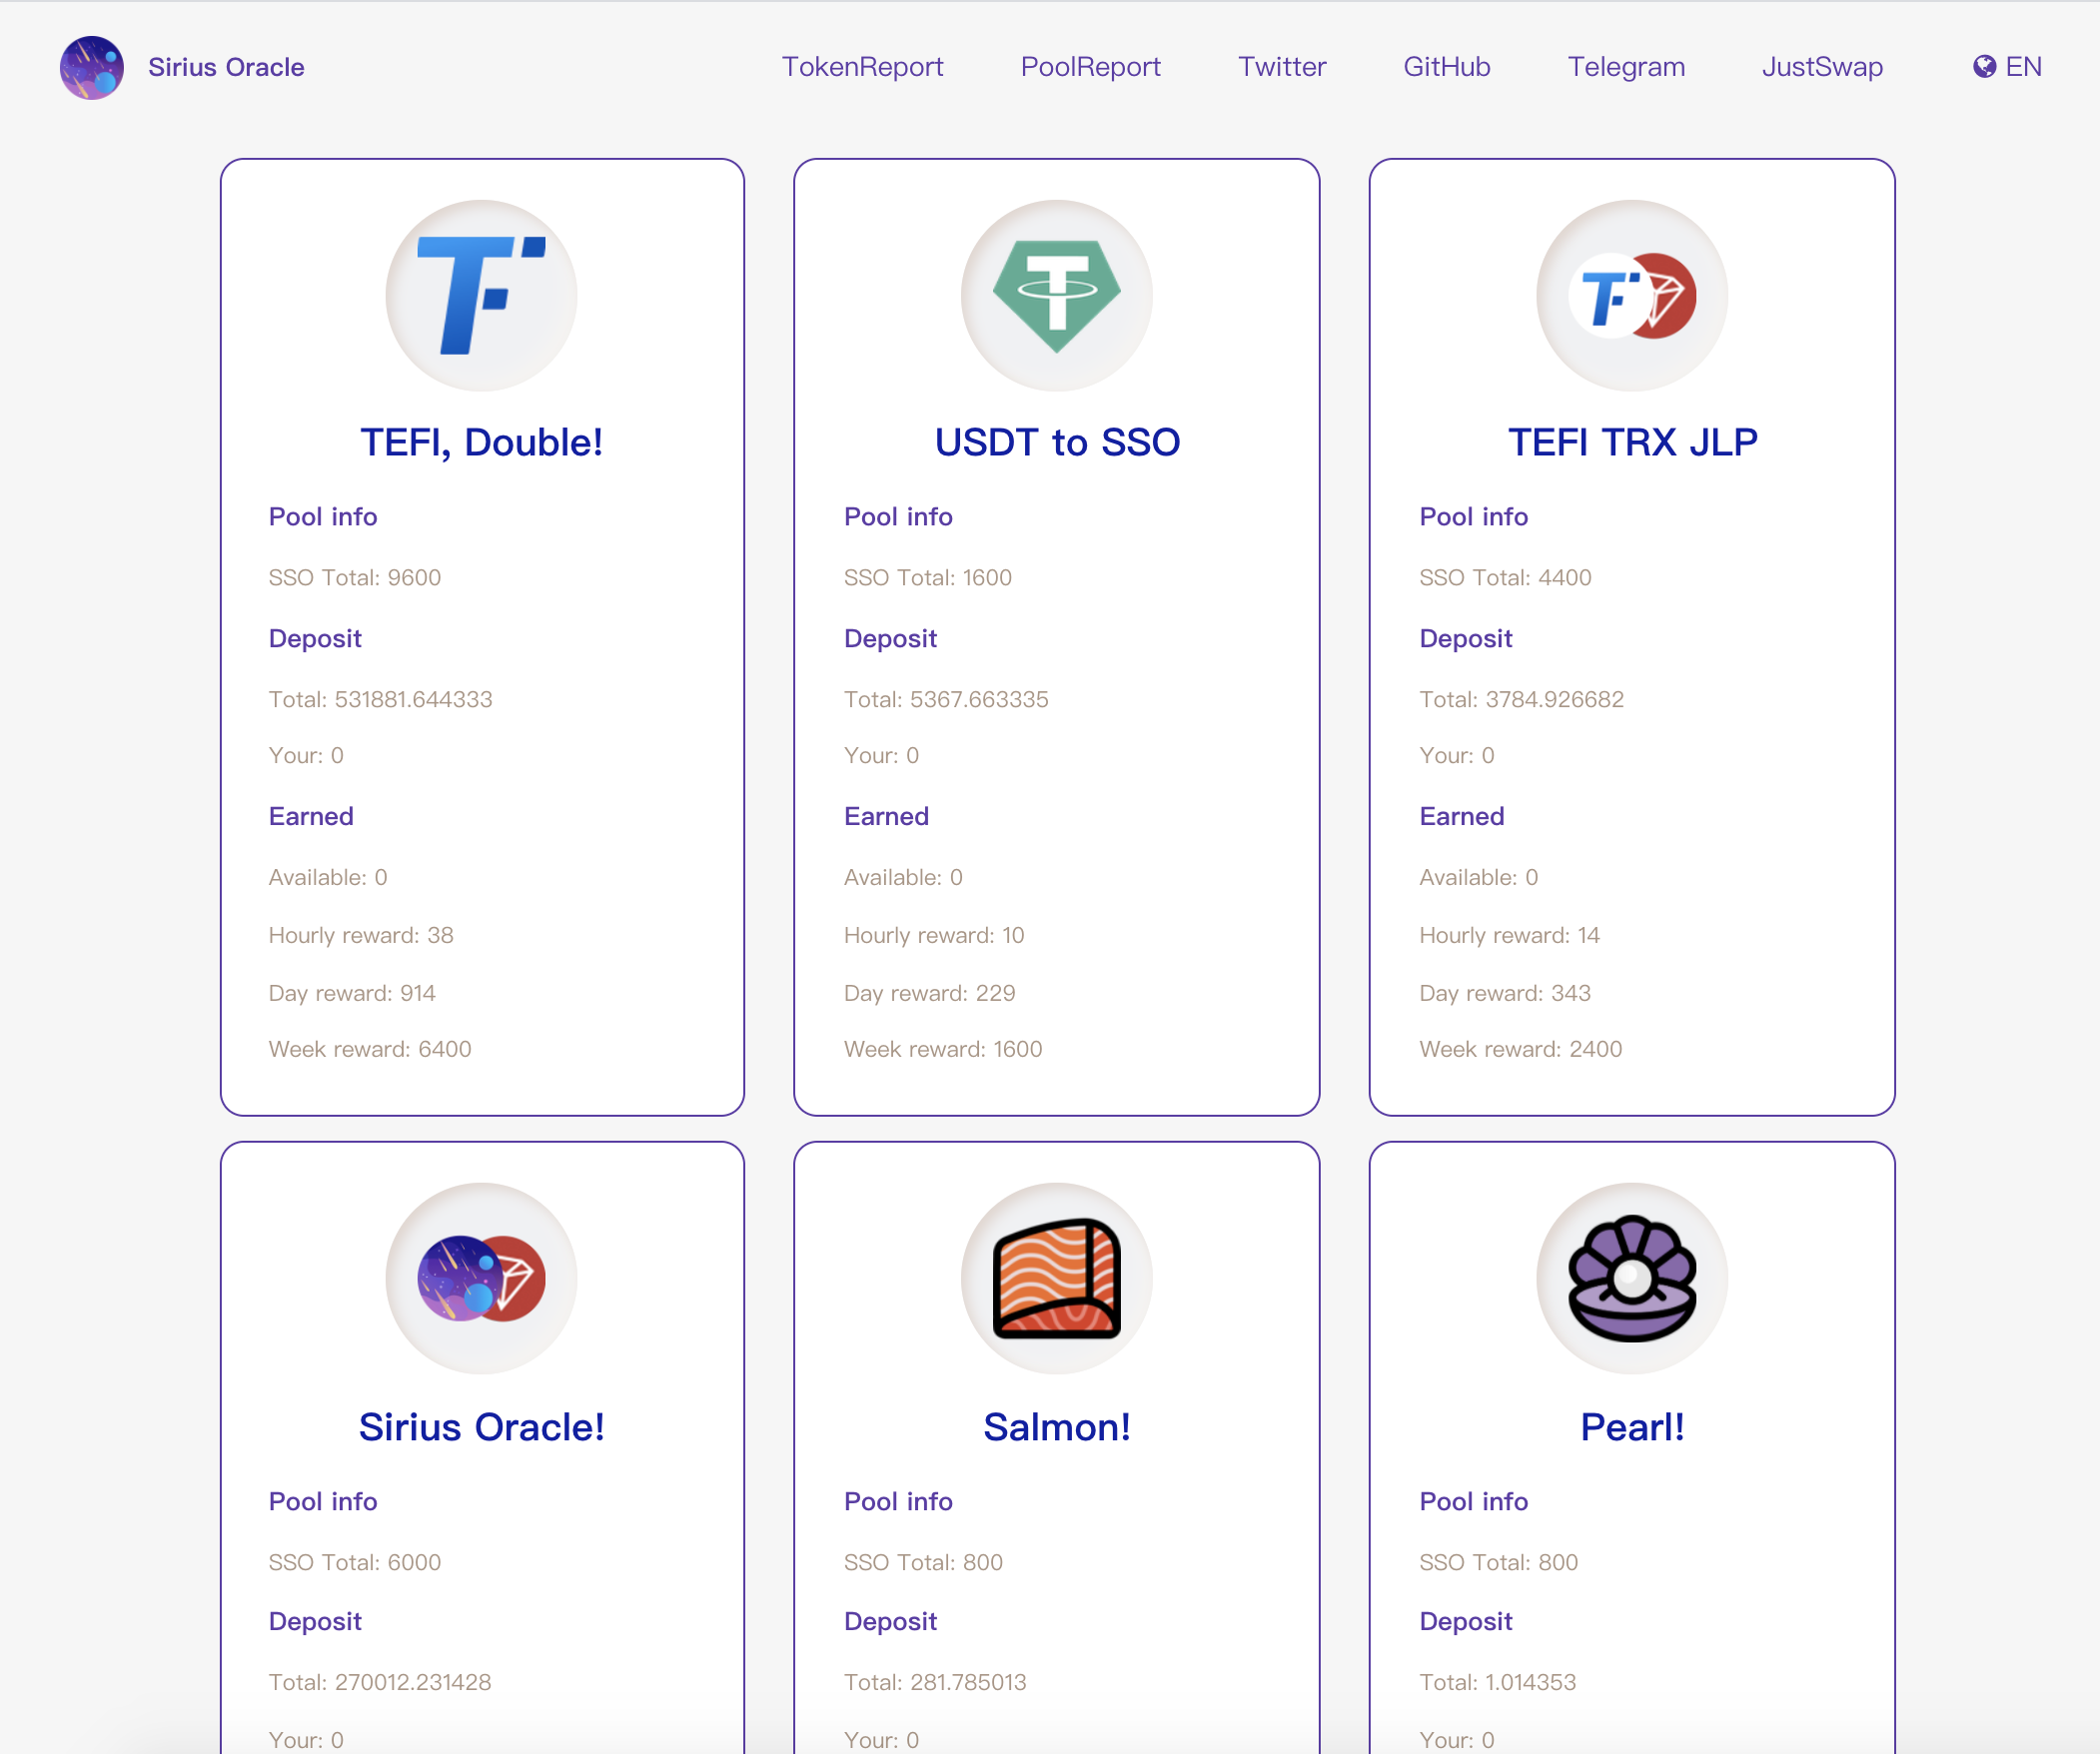 Sirius Oracle
TokenReport
PoolReport
Twitter
GitHub
Telegram
JustSwap
EN
TEFI, Double!
Pool info
SSO Total: 9600
Deposit
Total: 531881.644333
Your: 0
Earned
Available: 0
Hourly reward: 38
Day reward: 914
Week reward: 6400
USDT to SSO
Pool info
SSO Total: 1600
Deposit
Total: 5367.663335
Your: 0
Earned
Available: 0
Hourly reward: 10
Day reward: 229
Week reward: 1600
TEFI TRX JLP
Pool info
SSO Total: 4400
Deposit
Total: 3784.926682
Your: 0
Earned
Available: 0
Hourly reward: 14
Day reward: 343
Week reward: 2400
Sirius Oracle!
Pool info
SSO Total: 6000
Deposit
Total: 270012.231428
Your: 0
Salmon!
Pool info
SSO Total: 800
Deposit
Total: 281.785013
Your: 0
Pearl!
Pool info
SSO Total: 800
Deposit
Total: 1.014353
Your: 0